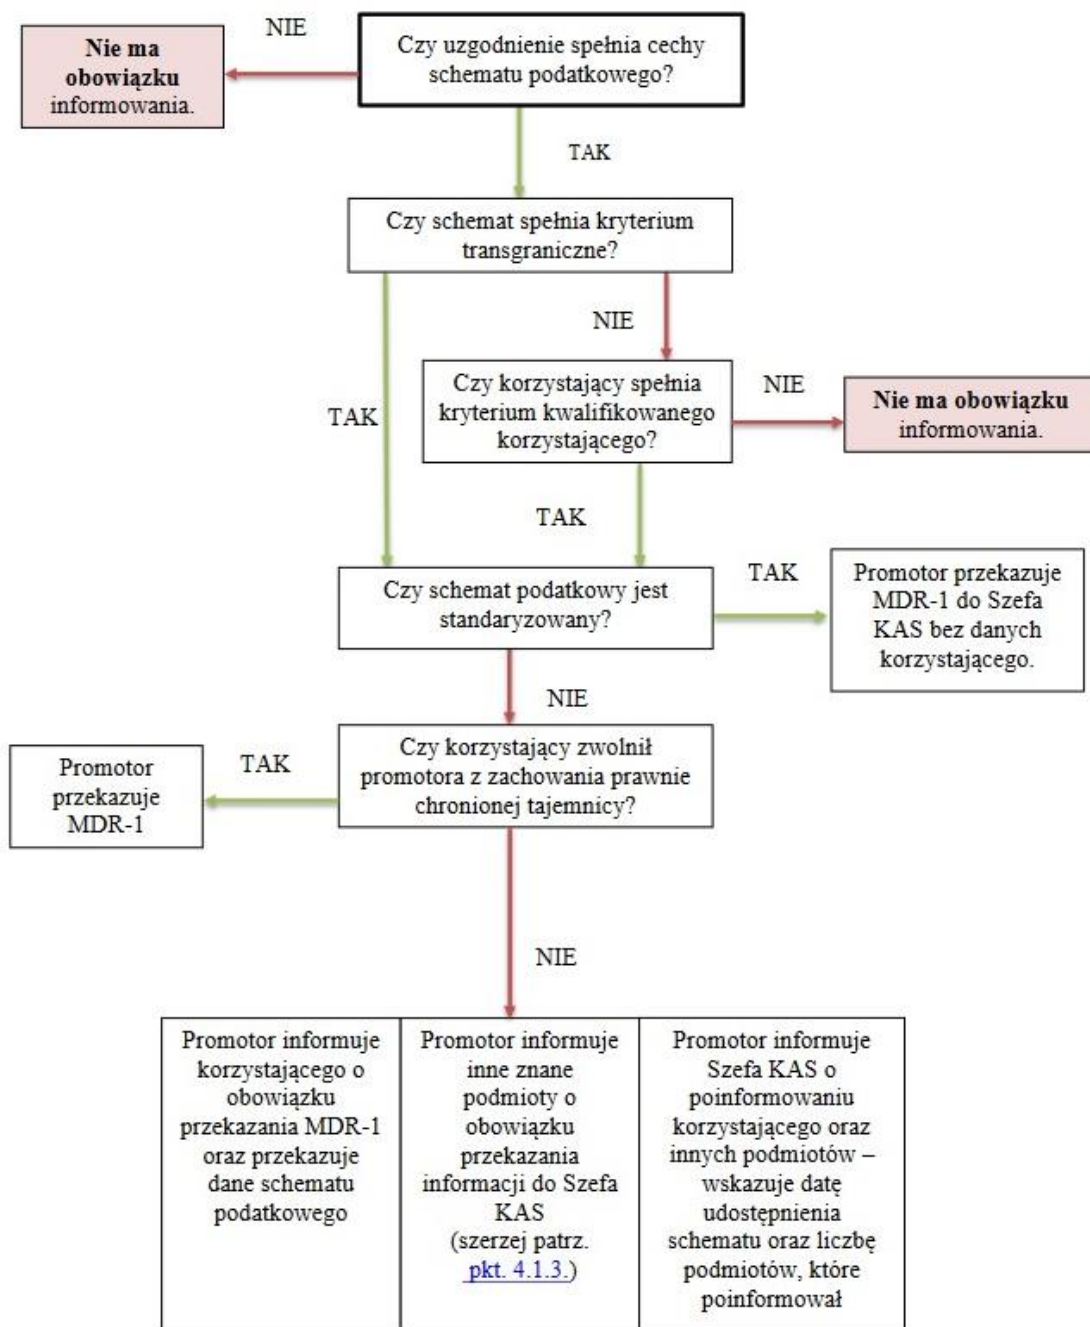 NIE
Czy uzgodnienie spełnia cechy
schematu podatkowego?
Nie ma
obowiązku
informowania.
TAK
Czy schemat spełnia kryterium
transgraniczne?
NIE
TAK
Czy korzystający spełnia
kryterium kwalifikowanego
korzystającego?
NIE
Nie ma obowiązku
informowania.
TAK
Czy schemat podatkowy jest
standaryzowany?
TAK
Promotor przekazuje
MDR-1 do Szefa
KAS bez danych
korzystającego.
NIE
Czy korzystający zwolnił
promotora z zachowania prawnie
chronionej tajemnicy?
TAK
Promotor
przekazuje
MDR-1
NIE
Promotor informuje
korzystającego o
obowiązku
przekazania MDR-1
oraz przekazuje
dane schematu
podatkowego
Promotor informuje
inne znane
podmioty o
obowiązku
przekazania
informacji do Szefa
KAS
(szerzej patrz.
pkt. 4.1.3.)
Promotor informuje
Szefa KAS o
poinformowaniu
korzystającego oraz
innych podmiotów –
wskazuje datę
udostępnienia
schematu oraz liczbę
podmiotów, które
poinformował